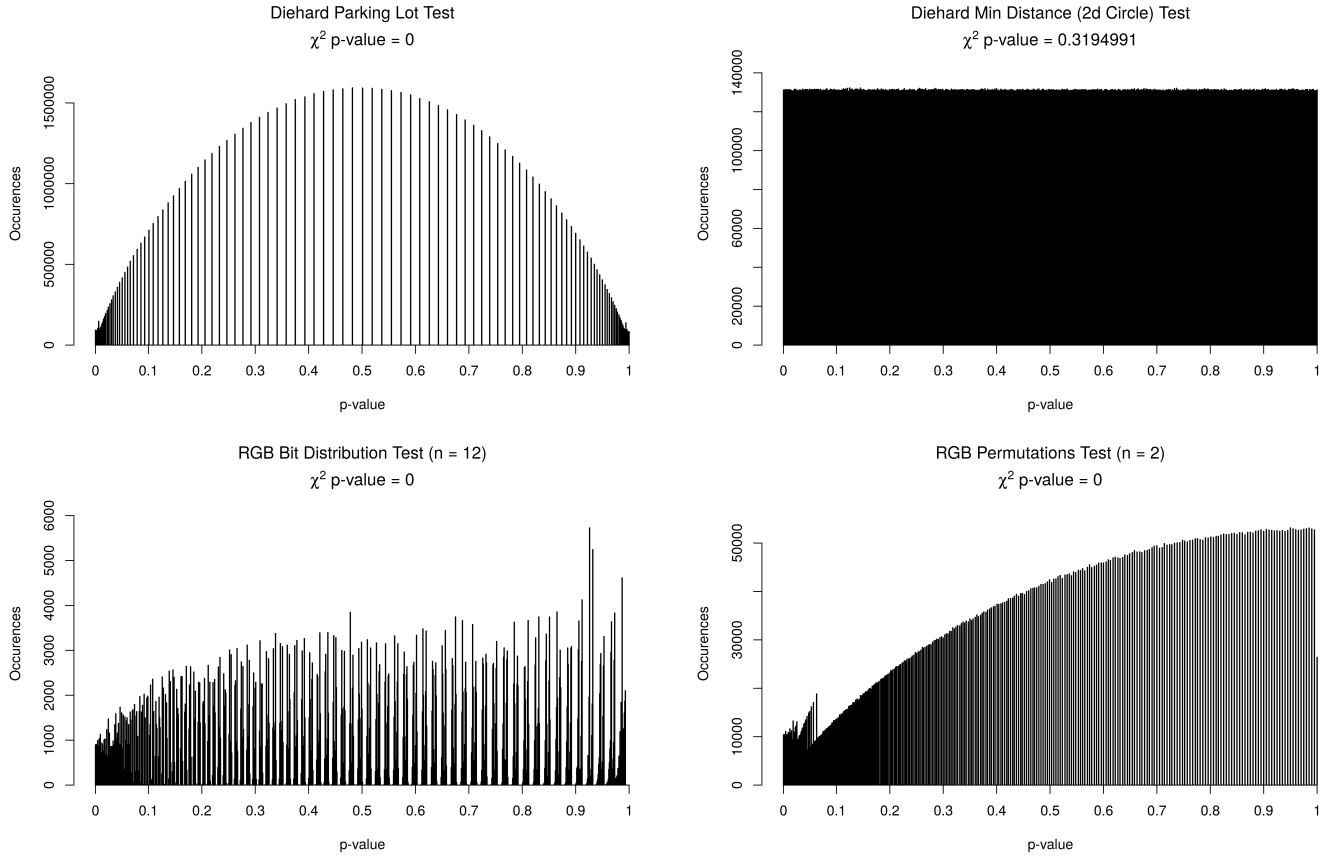 Diehard Parking Lot Test
χ² p-value = 0
Occurences
1500000
1000000
500000
0
0 0.1 0.2 0.3 0.4 0.5 0.6 0.7 0.8 0.9 1
p-value
Diehard Min Distance (2d Circle) Test
χ² p-value = 0.3194991
Occurences
140000
100000
60000
20000
0
0 0.1 0.2 0.3 0.4 0.5 0.6 0.7 0.8 0.9 1
p-value
RGB Bit Distribution Test (n = 12)
χ² p-value = 0
Occurences
6000
5000
4000
3000
2000
1000
0
0 0.1 0.2 0.3 0.4 0.5 0.6 0.7 0.8 0.9 1
p-value
RGB Permutations Test (n = 2)
χ² p-value = 0
Occurences
50000
30000
10000
0
0 0.1 0.2 0.3 0.4 0.5 0.6 0.7 0.8 0.9 1
p-value